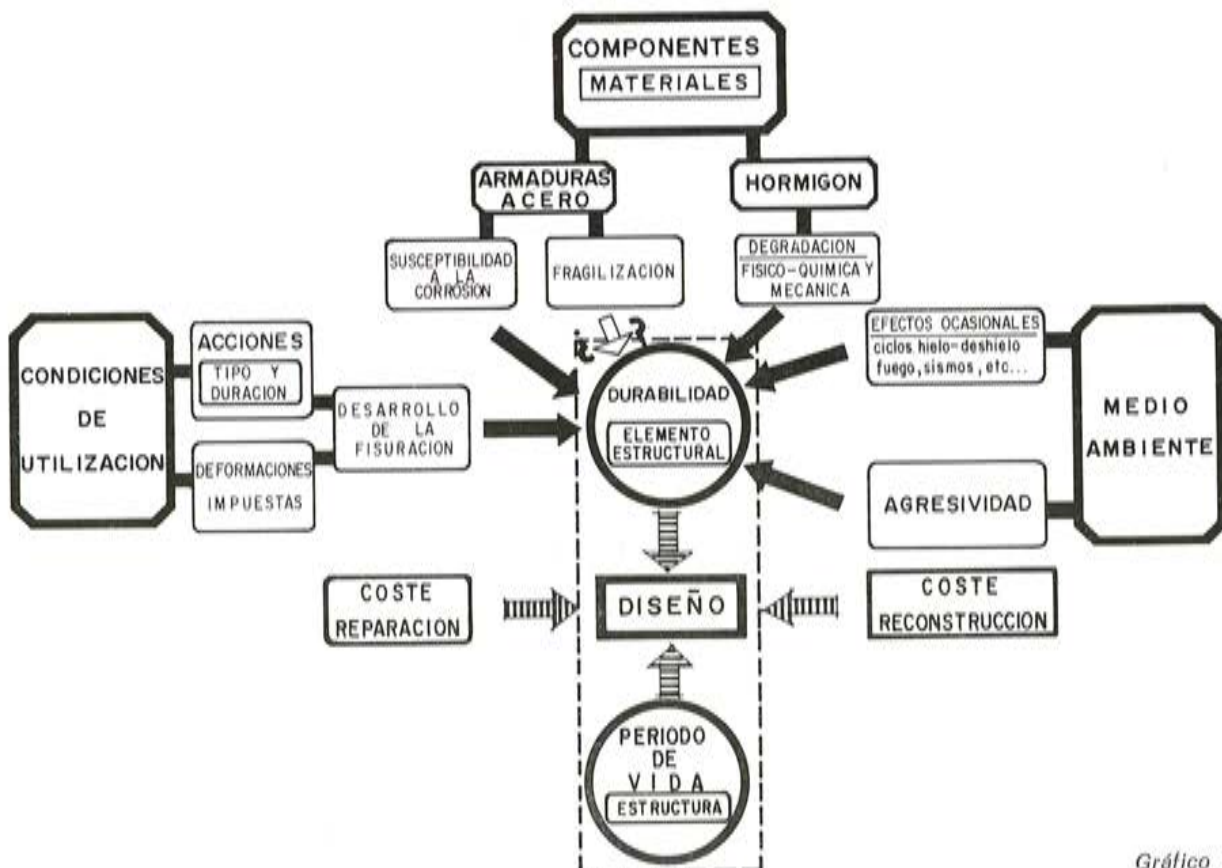 COMPONENTES
MATERIALES
ARMADURAS
ACERO
HORMIGON
SUSCEPTIBILIDAD
A LA
CORROSION
FRAGILIZACION
DEGRADACION
FISICO-QUIMICA Y
MECANICA
CONDICIONES
DE
UTILIZACION
ACCIONES
TIPO Y
DURACION
DEFORMACIONES
IMPUESTAS
DESARROLLO
DE LA
FISURACION
¿ ?
DURABILIDAD
ELEMENTO
ESTRUCTURAL
EFECTOS OCASIONALES
ciclos hielo-deshielo
fuego, sismos, etc...
AGRESIVIDAD
MEDIO
AMBIENTE
COSTE
REPARACION
DISEÑO
COSTE
RECONSTRUCCION
PERIODO
DE
VIDA
ESTRUCTURA
Gráfico